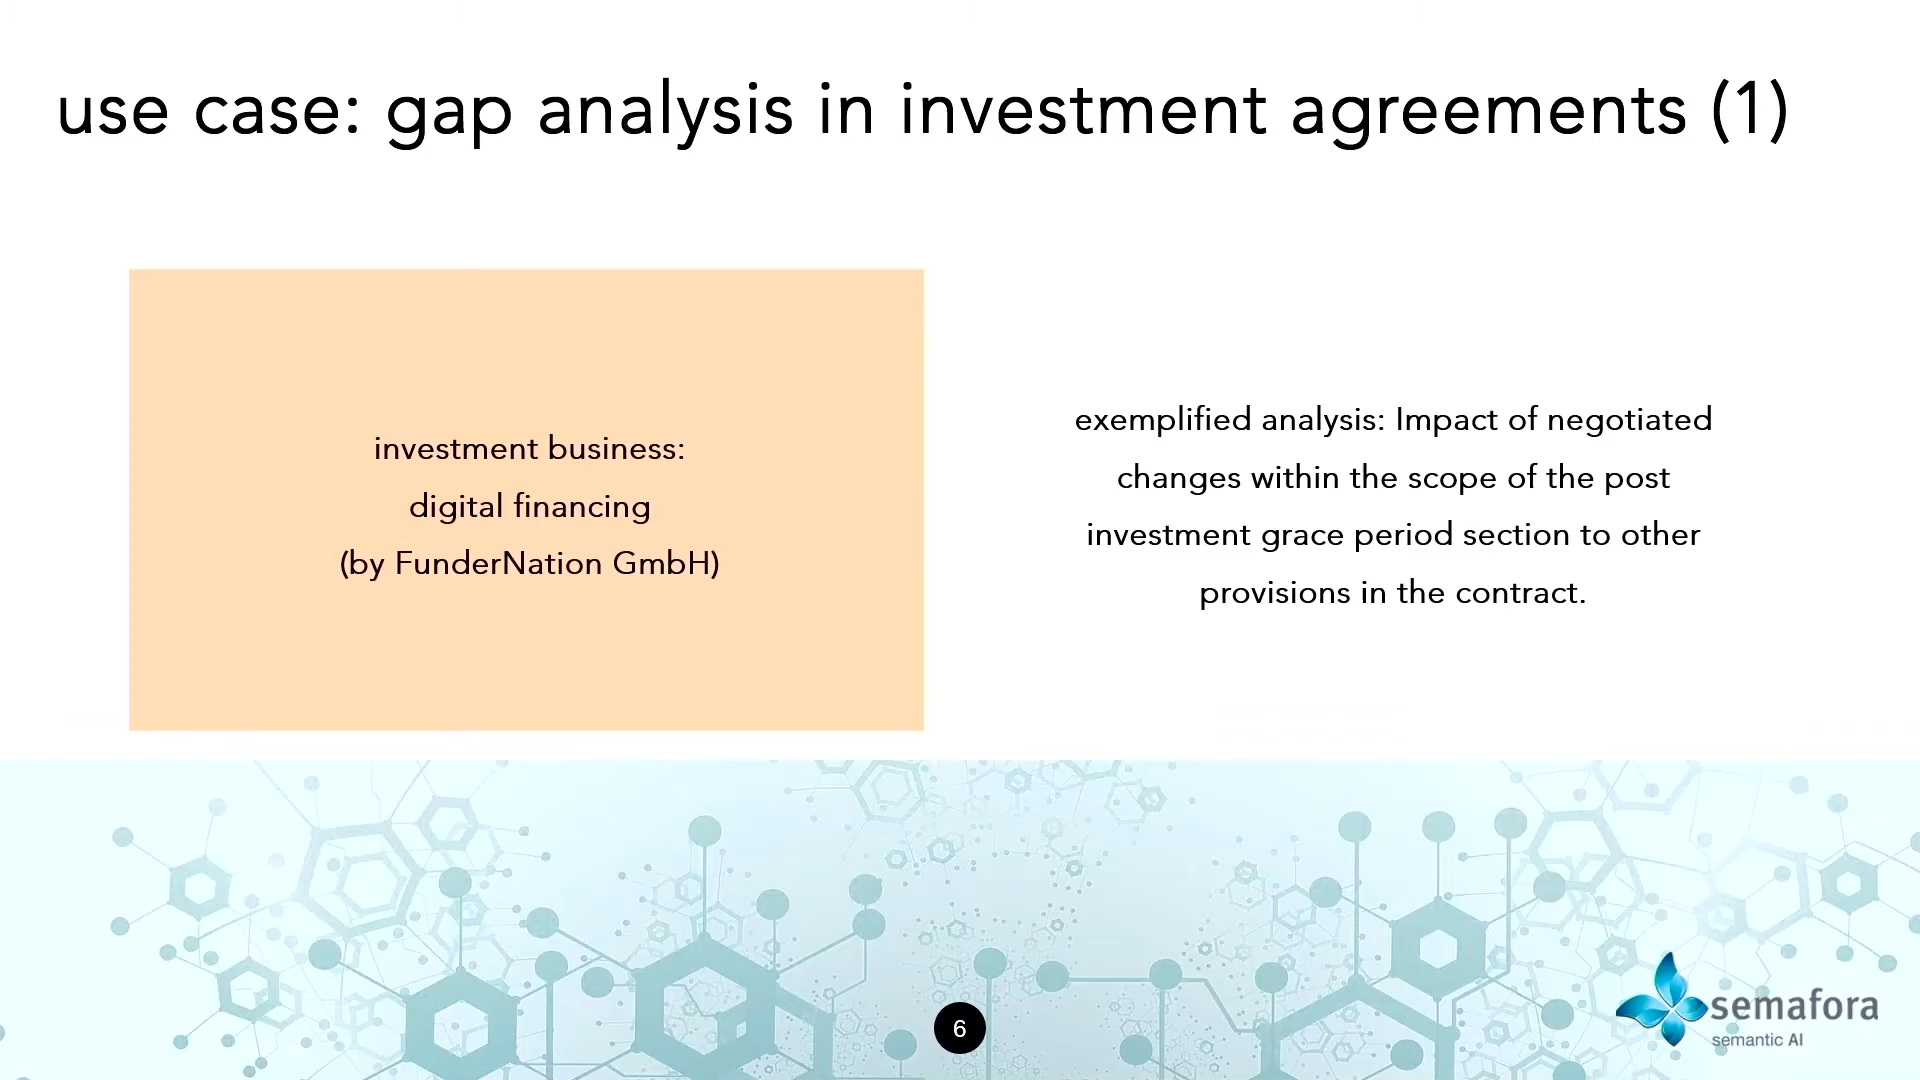 use case: gap analysis in investment agreements (1)
investment business:
digital financing
(by FunderNation GmbH)
exemplified analysis: Impact of negotiated
changes within the scope of the post
investment grace period section to other
provisions in the contract.
6
semafora
semantic AI